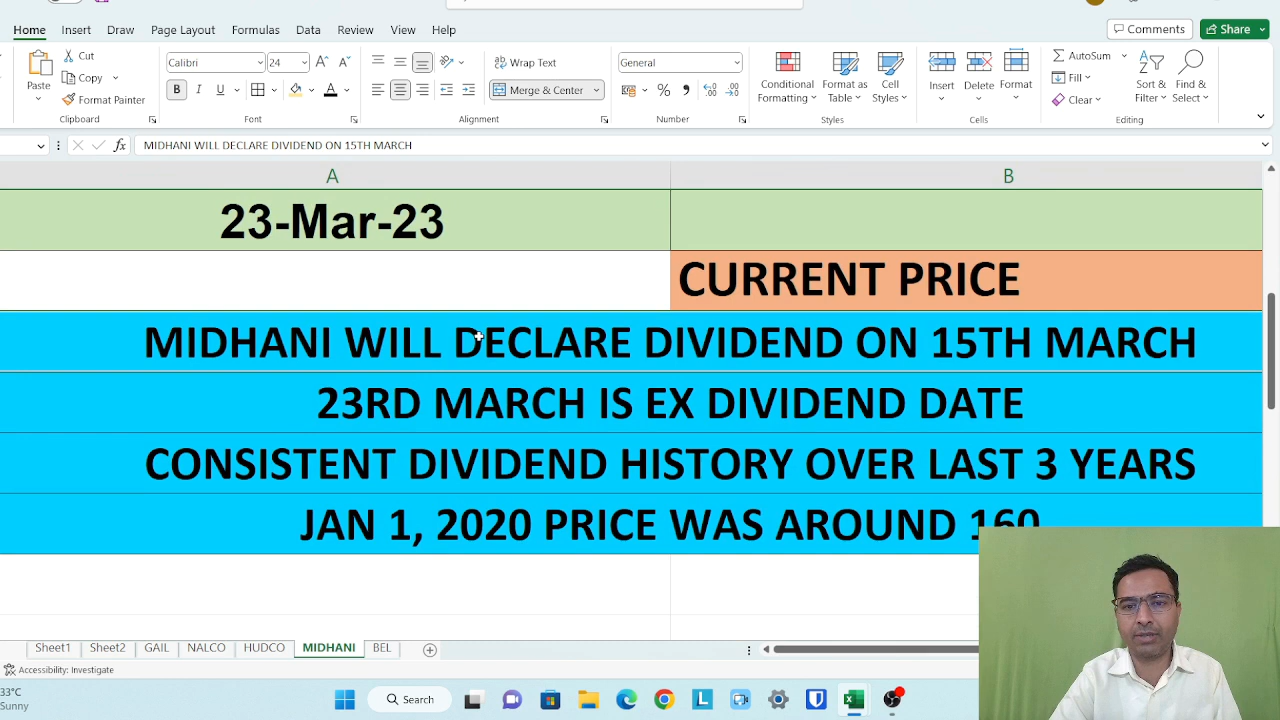 Home Insert Draw Page Layout Formulas Data Review View Help Comments Share
Cut
Copy
Format Painter
Paste
Clipboard
Calibri 24
B I U A
Font
Wrap Text
Merge & Center
Alignment
General
%
Number
Conditional Formatting
Format as Table
Cell Styles
Styles
Insert
Delete
Format
Cells
AutoSum
Fill
Clear
Sort & Filter
Find & Select
Editing
fx MIDHANI WILL DECLARE DIVIDEND ON 15TH MARCH
A B
23-Mar-23
CURRENT PRICE
MIDHANI WILL DECLARE DIVIDEND ON 15TH MARCH
23RD MARCH IS EX DIVIDEND DATE
CONSISTENT DIVIDEND HISTORY OVER LAST 3 YEARS
JAN 1, 2020 PRICE WAS AROUND 160
Sheet1 Sheet2 GAIL NALCO HUDCO MIDHANI BEL
Accessibility: Investigate
33°C
Sunny
Search
L